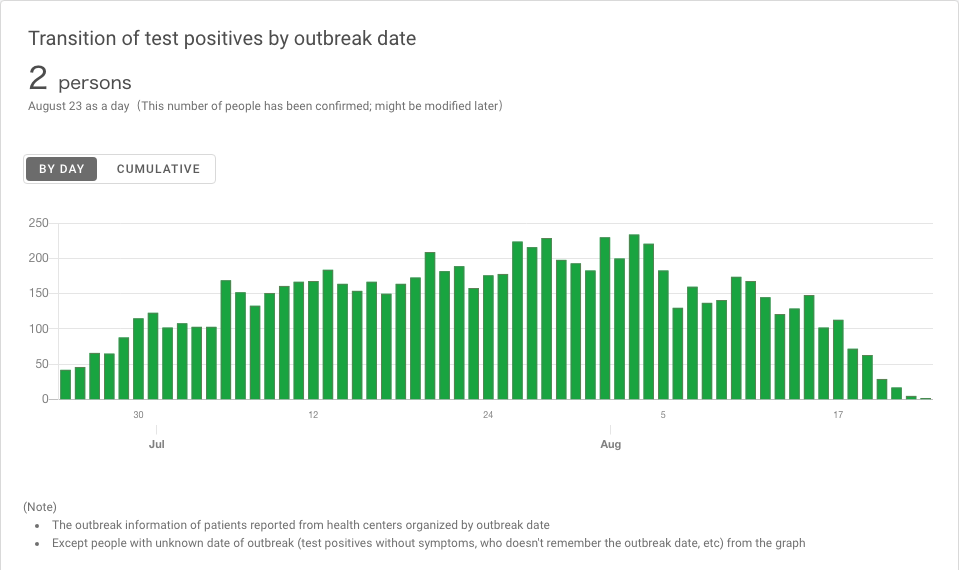 Transition of test positives by outbreak date
2 persons
August 23 as a day（This number of people has been confirmed; might be modified later）
BY DAY CUMULATIVE
250
200
150
100
50
0
30 12 24 5 17
Jul Aug
(Note)
• The outbreak information of patients reported from health centers organized by outbreak date
• Except people with unknown date of outbreak (test positives without symptoms, who doesn't remember the outbreak date, etc) from the graph